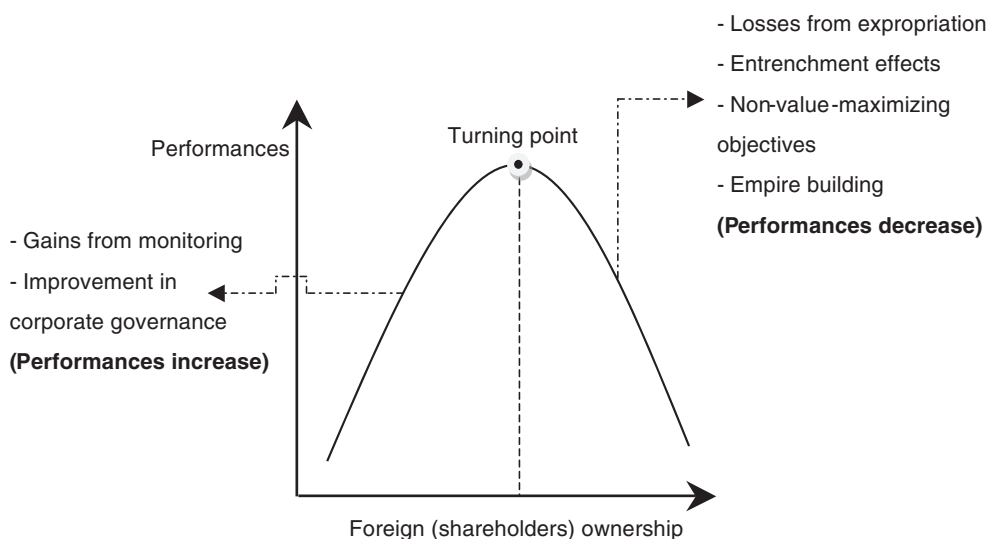 - Losses from expropriation
- Entrenchment effects
- Non-value-maximizing
objectives
- Empire building
(Performances decrease)
Turning point
Performances
- Gains from monitoring
- Improvement in
corporate governance
(Performances increase)
Foreign (shareholders) ownership